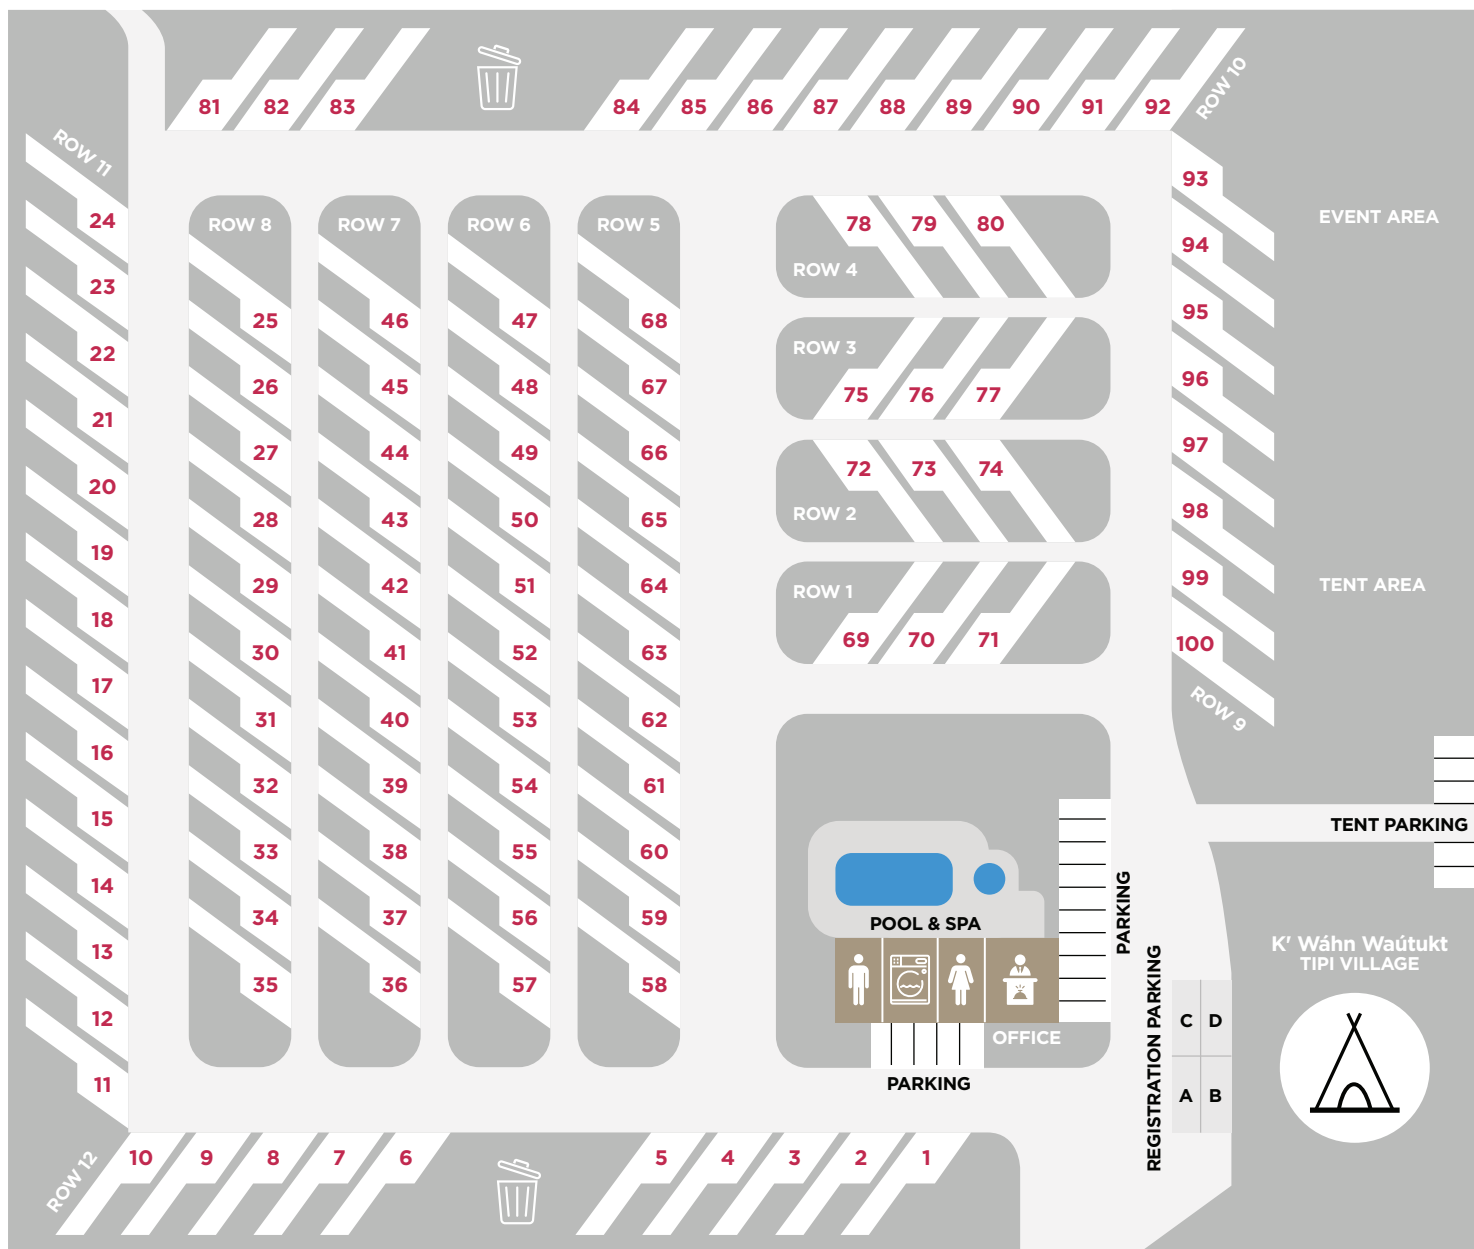 81 82 83 84 85 86 87 88 89 90 91 92
ROW 10
ROW 11
24
23
22
21
20
19
18
17
16
15
14
13
12
11
ROW 8
25
26
27
28
29
30
31
32
33
34
35
ROW 7
46
45
44
43
42
41
40
39
38
37
36
ROW 6
47
48
49
50
51
52
53
54
55
56
57
ROW 5
68
67
66
65
64
63
62
61
60
59
58
78 79 80
ROW 4
ROW 3
75 76 77
72 73 74
ROW 2
ROW 1
69 70 71
93
94
95
96
97
98
99
100
ROW 9
EVENT AREA
TENT AREA
TENT PARKING
POOL & SPA
OFFICE
PARKING
PARKING
REGISTRATION PARKING
C D
A B
K' Wáhn Waútukt
TIPI VILLAGE
10 9 8 7 6 5 4 3 2 1
ROW 12